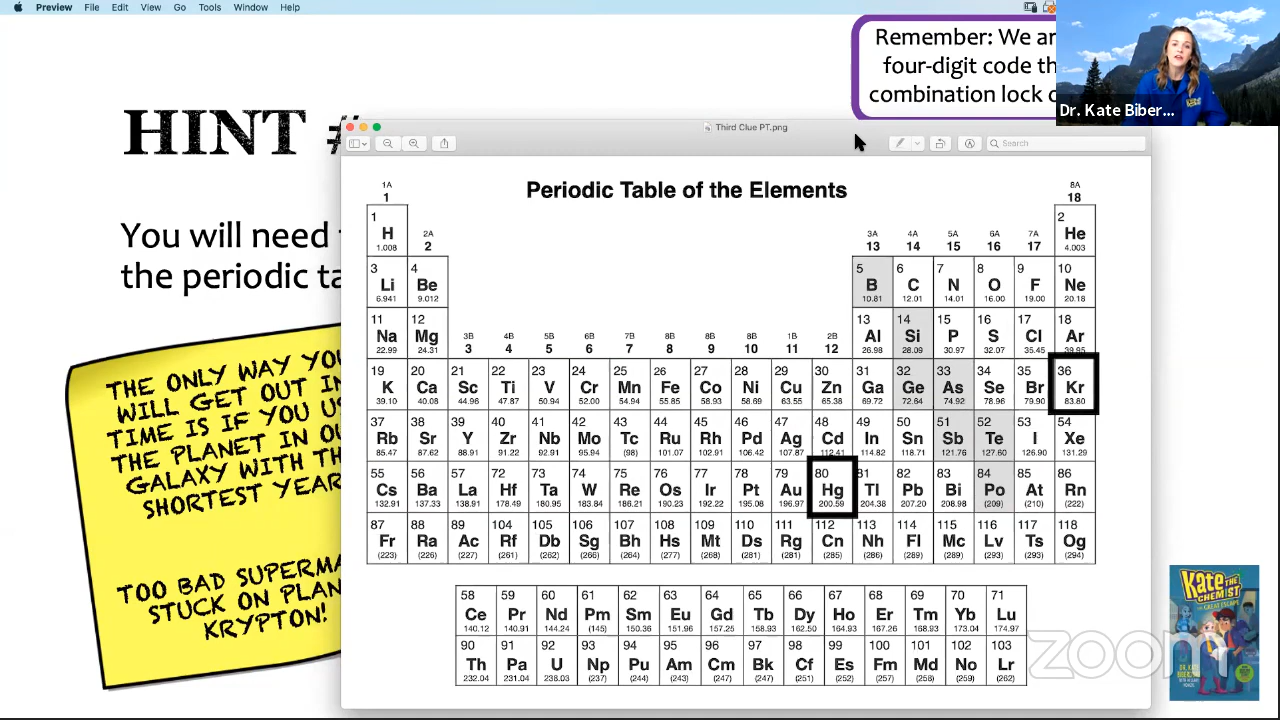 Preview File Edit View Go Tools Window Help
Remember: We ar
four-digit code th
combination lock
Dr. Kate Biber...
HINT #
You will need
the periodic ta
THE ONLY WAY YO
WILL GET OUT IN
TIME IS IF YOU US
THE PLANET IN OU
GALAXY WITH TH
SHORTEST YEAR
TOO BAD SUPERMA
STUCK ON PLAN
KRYPTON!
Third Clue PT.png
Search
Periodic Table of the Elements
1A 8A
1 18
1 2
H 2A 3A 4A 5A 6A 7A He
1.008 2 13 14 15 16 17 4.003
3 4 5 6 7 8 9 10
Li Be B C N O F Ne
6.941 9.012 10.81 12.01 14.01 16.00 19.00 20.18
11 12 13 14 15 16 17 18
Na Mg 3B 4B 5B 6B 7B 8B 8B 8B 1B 2B Al Si P S Cl Ar
22.99 24.31 3 4 5 6 7 8 9 10 11 12 26.98 28.09 30.97 32.07 35.45 39.95
19 20 21 22 23 24 25 26 27 28 29 30 31 32 33 34 35 36
K Ca Sc Ti V Cr Mn Fe Co Ni Cu Zn Ga Ge As Se Br Kr
39.10 40.08 44.96 47.87 50.94 52.00 54.94 55.85 58.93 58.69 63.55 65.38 69.72 72.64 74.92 78.96 79.90 83.80
37 38 39 40 41 42 43 44 45 46 47 48 49 50 51 52 53 54
Rb Sr Y Zr Nb Mo Tc Ru Rh Pd Ag Cd In Sn Sb Te I Xe
85.47 87.62 88.91 91.22 92.91 95.94 (98) 101.07 102.91 106.42 107.87 112.41 114.82 118.71 121.76 127.60 126.90 131.29
55 56 57 72 73 74 75 76 77 78 79 80 81 82 83 84 85 86
Cs Ba La Hf Ta W Re Os Ir Pt Au Hg Tl Pb Bi Po At Rn
132.91 137.33 138.91 178.49 180.95 183.84 186.21 190.23 192.22 195.08 196.97 200.59 204.38 207.20 208.98 (209) (210) (222)
87 88 89 104 105 106 107 108 109 110 111 112 113 114 115 116 117 118
Fr Ra Ac Rf Db Sg Bh Hs Mt Ds Rg Cn Nh Fl Mc Lv Ts Og
(223) (226) (227) (261) (262) (266) (264) (277) (268) (281) (281) (285) (286) (289) (289) (293) (293) (294)
58 59 60 61 62 63 64 65 66 67 68 69 70 71
Ce Pr Nd Pm Sm Eu Gd Tb Dy Ho Er Tm Yb Lu
140.12 140.91 144.24 (145) 150.36 151.96 157.25 158.93 162.50 164.93 167.26 168.93 173.04 174.97
90 91 92 93 94 95 96 97 98 99 100 101 102 103
Th Pa U Np Pu Am Cm Bk Cf Es Fm Md No Lr
232.04 231.04 238.03 (237) (244) (243) (247) (247) (251) (252) (257) (258) (259) (262)
Kate
THE
CHEMIST
THE GREAT ESCAPE
zoom